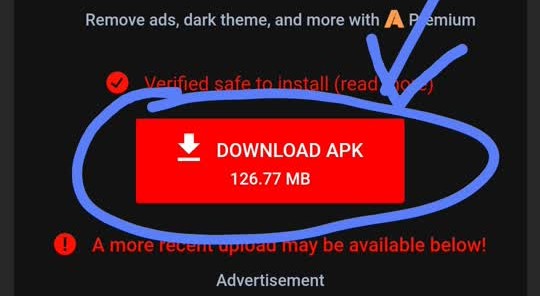 Remove ads, dark theme, and more with Premium
Verified safe to install (read more)
DOWNLOAD APK
126.77 MB
A more recent upload may be available below!
Advertisement